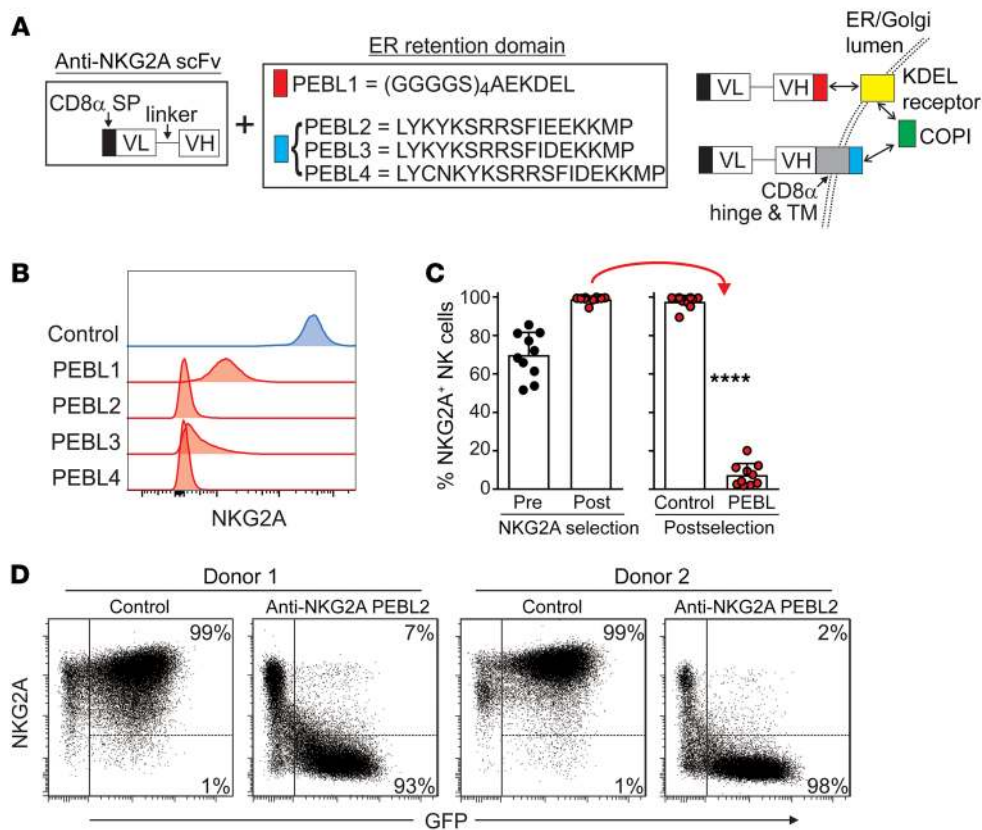 A
Anti-NKG2A scFv
CD8α SP
linker
VL
VH
+
ER retention domain
PEBL1 = (GGGGS)₄AEKDEL
PEBL2 = LYKYKSRRSFIEEKKMP
PEBL3 = LYKYKSRRSFIDEKKMP
PEBL4 = LYCNKYKSRRSFIDEKKMP
ER/Golgi
lumen
VL
VH
KDEL
receptor
COPI
VL
VH
CD8α
hinge & TM
B
Control
PEBL1
PEBL2
PEBL3
PEBL4
NKG2A
C
% NKG2A⁺ NK cells
100
80
60
40
20
0
****
Pre
Post
Control
PEBL
NKG2A selection
Postselection
D
Donor 1
Donor 2
Control
Anti-NKG2A PEBL2
Control
Anti-NKG2A PEBL2
99%
7%
99%
2%
NKG2A
1%
93%
1%
98%
GFP